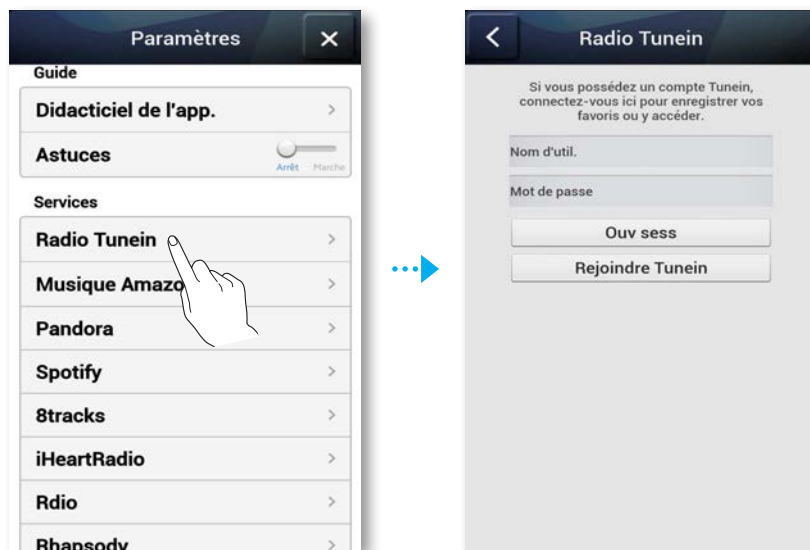 Paramètres
Guide
Didacticiel de l'app.
Astuces
Arrêt Marche
Services
Radio Tunein
Musique Amazo
Pandora
Spotify
8tracks
iHeartRadio
Rdio
Rhapsody
Radio Tunein
Si vous possédez un compte Tunein,
connectez-vous ici pour enregistrer vos
favoris ou y accéder.
Nom d'util.
Mot de passe
Ouv sess
Rejoindre Tunein